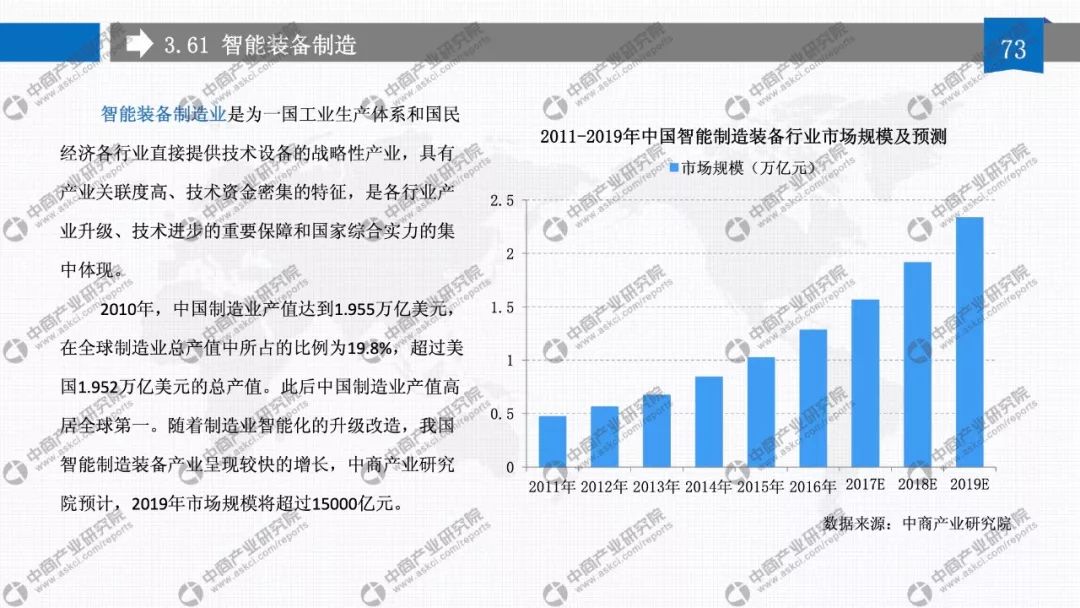 3.61 智能装备制造
73
智能装备制造业是为一国工业生产体系和国民
经济各行业直接提供技术设备的战略性产业，具有
产业关联度高、技术资金密集的特征，是各行业产
业升级、技术进步的重要保障和国家综合实力的集
中体现。
2010年，中国制造业产值达到1.955万亿美元，
在全球制造业总产值中所占的比例为19.8%，超过美
国1.952万亿美元的总产值。此后中国制造业产值高
居全球第一。随着制造业智能化的升级改造，我国
智能制造装备产业呈现较快的增长，中商产业研究
院预计，2019年市场规模将超过15000亿元。
2011-2019年中国智能制造装备行业市场规模及预测
市场规模（万亿元）
2.5
2
1.5
1
0.5
0
2011年 2012年 2013年 2014年 2015年 2016年 2017E 2018E 2019E
数据来源：中商产业研究院
中商产业研究院
www.askci.com/reports